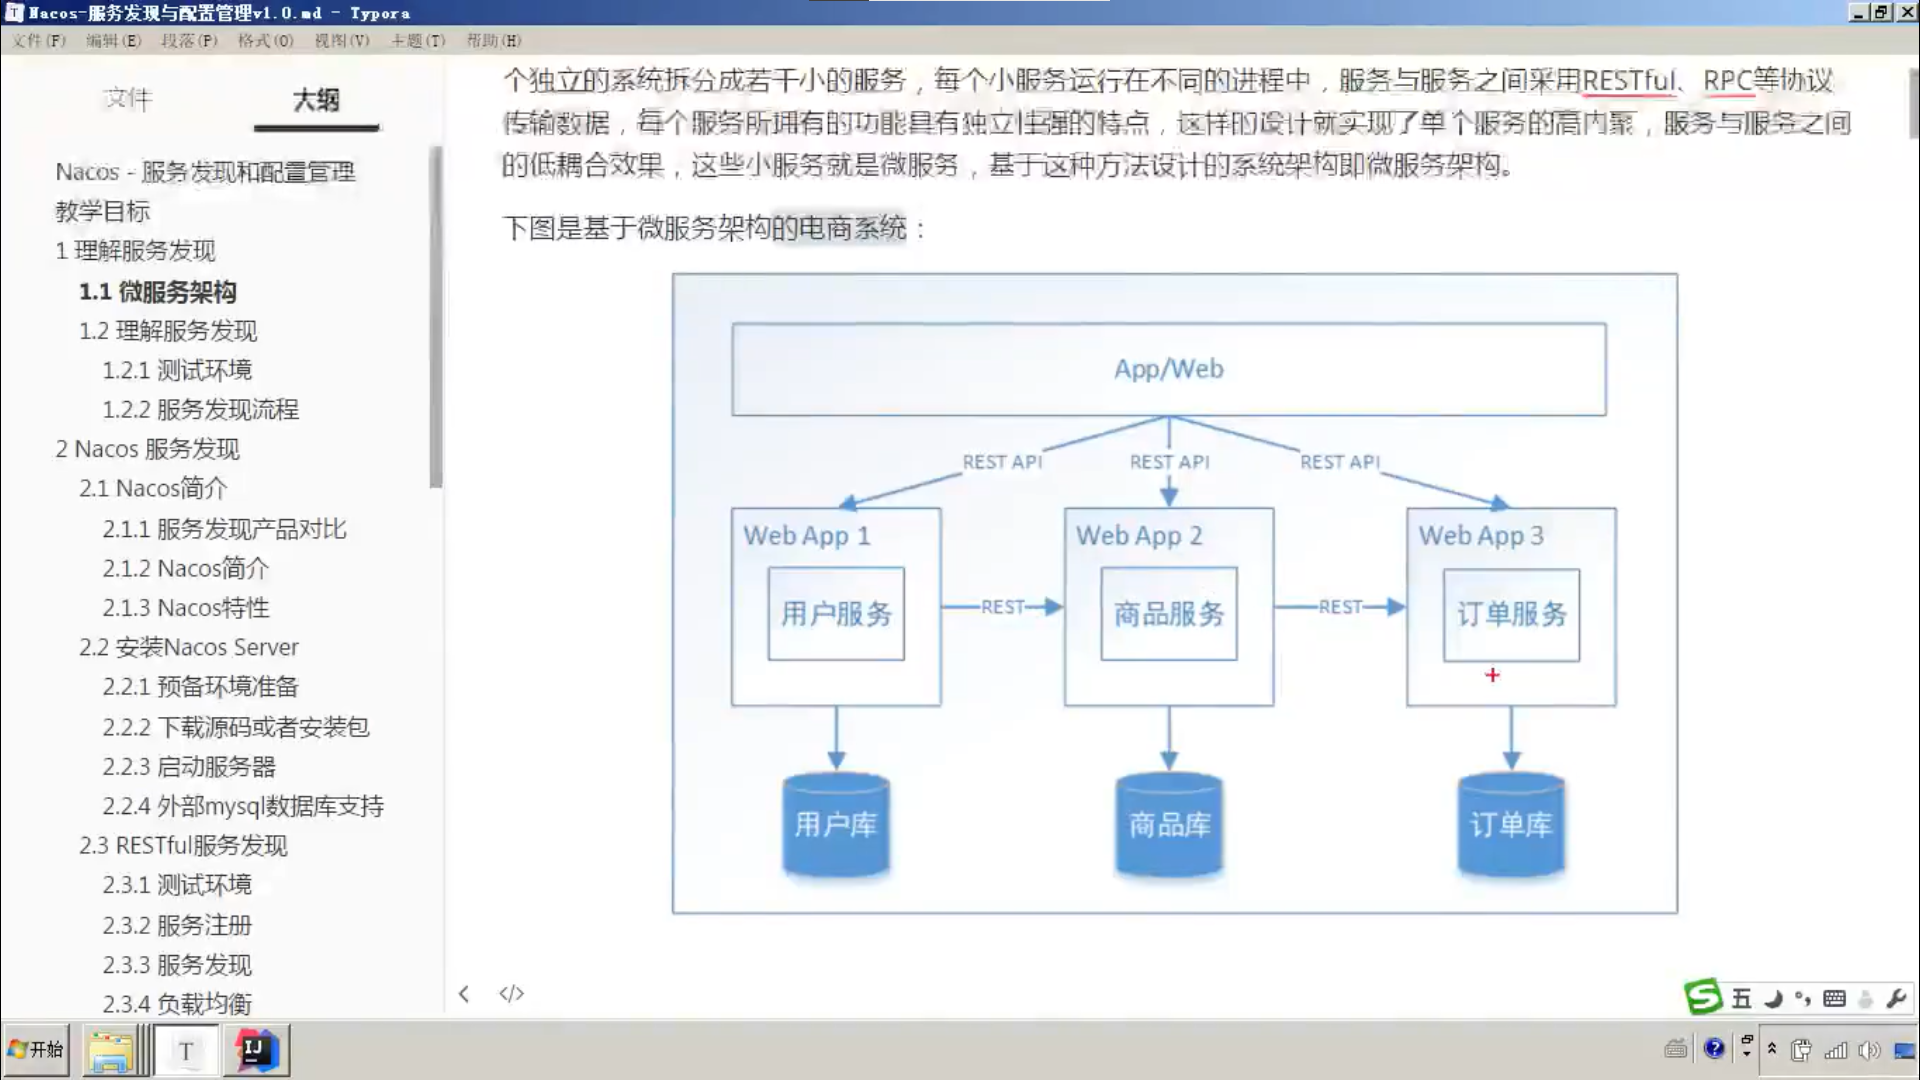 Nacos-服务发现与配置管理v1.0.md - Typora
文件(F) 编辑(E) 段落(P) 格式(O) 视图(V) 主题(T) 帮助(H)
文件 大纲
Nacos - 服务发现和配置管理
教学目标
1 理解服务发现
1.1 微服务架构
1.2 理解服务发现
1.2.1 测试环境
1.2.2 服务发现流程
2 Nacos 服务发现
2.1 Nacos简介
2.1.1 服务发现产品对比
2.1.2 Nacos简介
2.1.3 Nacos特性
2.2 安装Nacos Server
2.2.1 预备环境准备
2.2.2 下载源码或者安装包
2.2.3 启动服务器
2.2.4 外部mysql数据库支持
2.3 RESTful服务发现
2.3.1 测试环境
2.3.2 服务注册
2.3.3 服务发现
2.3.4 负载均衡
个独立的系统拆分成若干小的服务，每个小服务运行在不同的进程中，服务与服务之间采用RESTful、RPC等协议
传输数据，每个服务所拥有的功能具有独立性强的特点，这样的设计就实现了单个服务的高内聚，服务与服务之间
的低耦合效果，这些小服务就是微服务，基于这种方法设计的系统架构即微服务架构。
下图是基于微服务架构的电商系统：
App/Web
REST API REST API REST API
Web App 1 Web App 2 Web App 3
用户服务 REST 商品服务 REST 订单服务
用户库 商品库 订单库
</>
五
开始
T
IJ